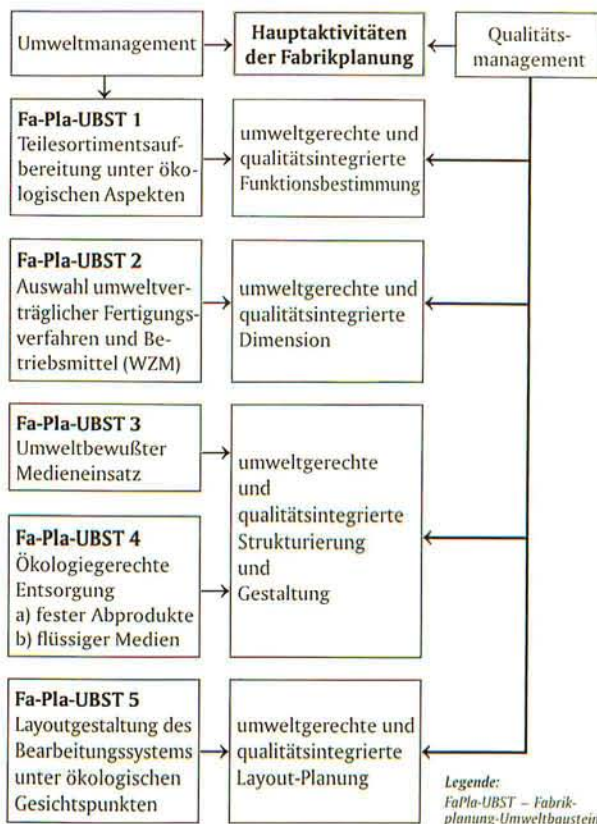 Umweltmanagement
Hauptaktivitäten
der Fabrikplanung
Qualitäts-
management
Fa-Pla-UBST 1
Teilesortimentsauf-
bereitung unter öko-
logischen Aspekten
umweltgerechte und
qualitätsintegrierte
Funktionsbestimmung
Fa-Pla-UBST 2
Auswahl umweltver-
träglicher Fertigungs-
verfahren und Be-
triebsmittel (WZM)
umweltgerechte und
qualitätsintegrierte
Dimension
Fa-Pla-UBST 3
Umweltbewußter
Medieneinsatz
Fa-Pla-UBST 4
Ökologiegerechte
Entsorgung
a) fester Abprodukte
b) flüssiger Medien
umweltgerechte
und
qualitätsintegrierte
Strukturierung
und
Gestaltung
Fa-Pla-UBST 5
Layoutgestaltung des
Bearbeitungssystems
unter ökologischen
Gesichtspunkten
umweltgerechte und
qualitätsintegrierte
Layout-Planung
Legende:
FaPla-UBST – Fabrik-
planung-Umweltbaustein